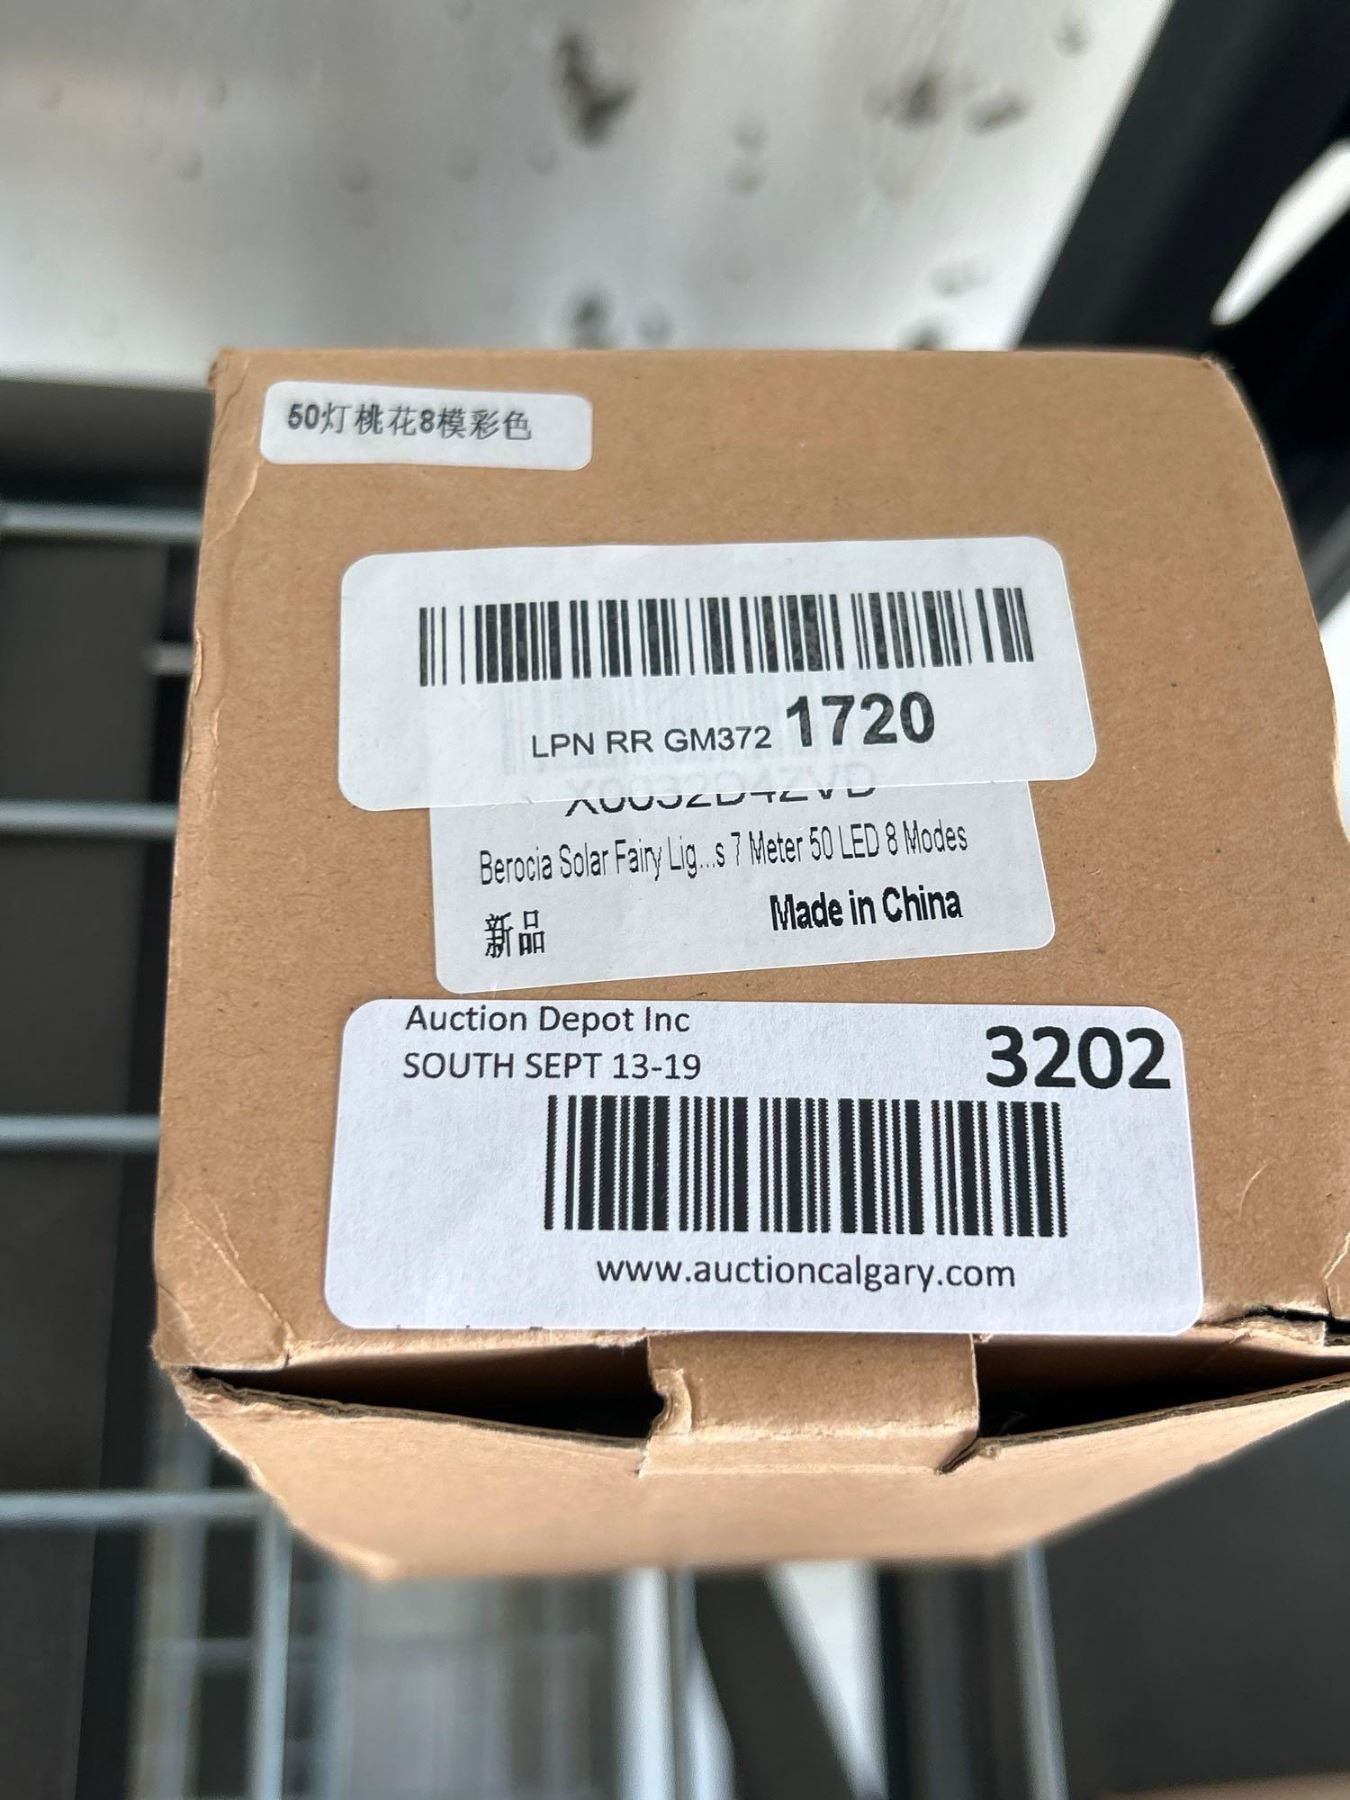 50灯桃花8模彩色
LPN RR GM372 1720
X0032D4ZVD
Berocia Solar Fairy Lig...s 7 Meter 50 LED 8 Modes
新品
Made in China
Auction Depot Inc
SOUTH SEPT 13-19
3202
www.auctioncalgary.com